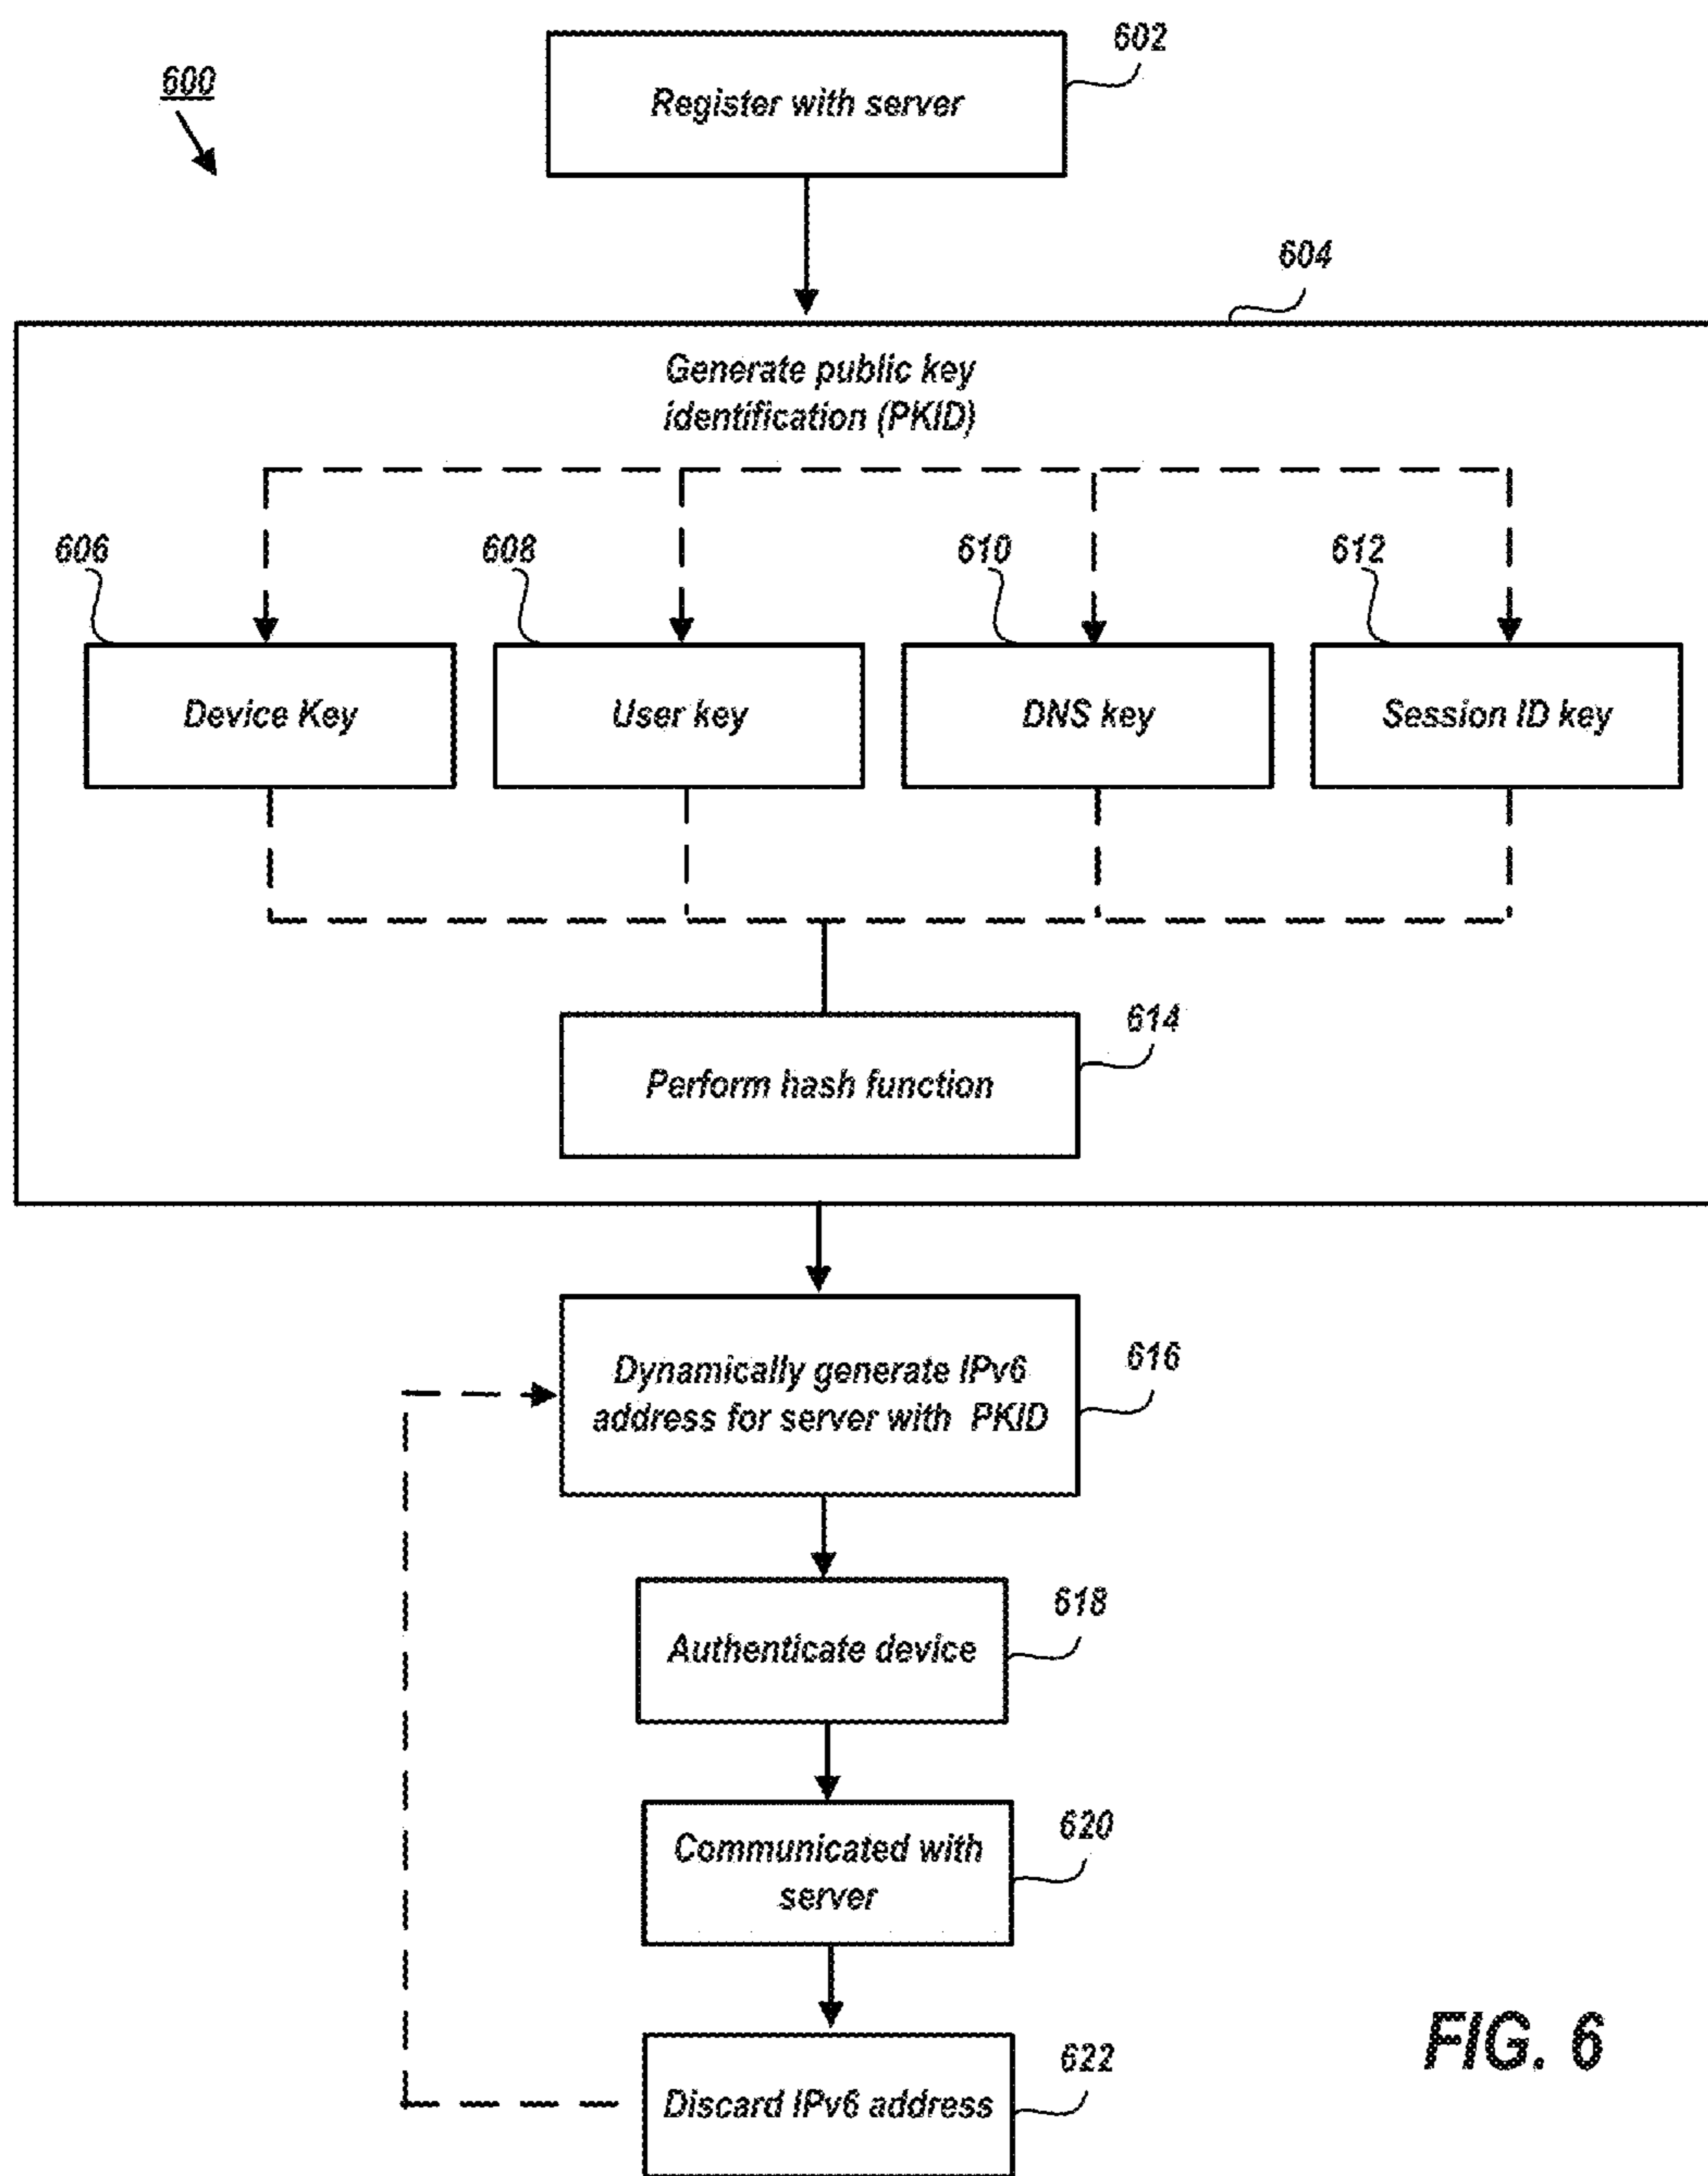 602
600
Register with server
604
Generate public key
identification (PKID)
606
608
610
612
Device Key
User key
DNS key
Session ID key
614
Perform hash function
616
Dynamically generate IPv6
address for server with PKID
618
Authenticate device
620
Communicated with
server
622
Discard IPv6 address
FIG. 6